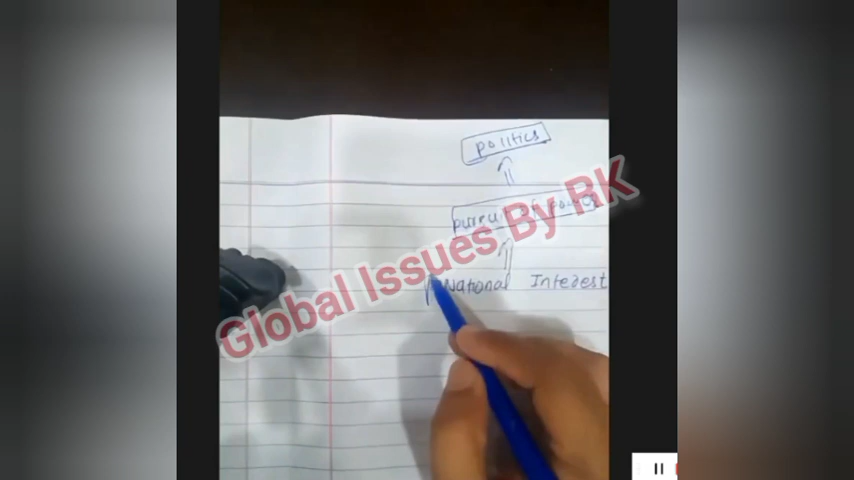 politics
pursuit of power
National Interest
Global Issues By RK